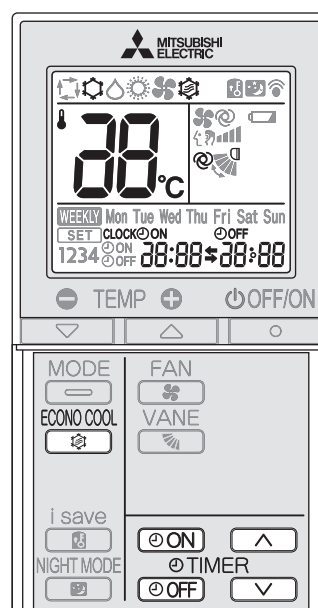 MITSUBISHI
ELECTRIC
°C
WEEKLY Mon Tue Wed Thu Fri Sat Sun
SET CLOCK ON OFF
1234 ON OFF 88:88 88:88
TEMP OFF/ON
MODE FAN
ECONO COOL VANE
i save
ON
NIGHT MODE TIMER
OFF